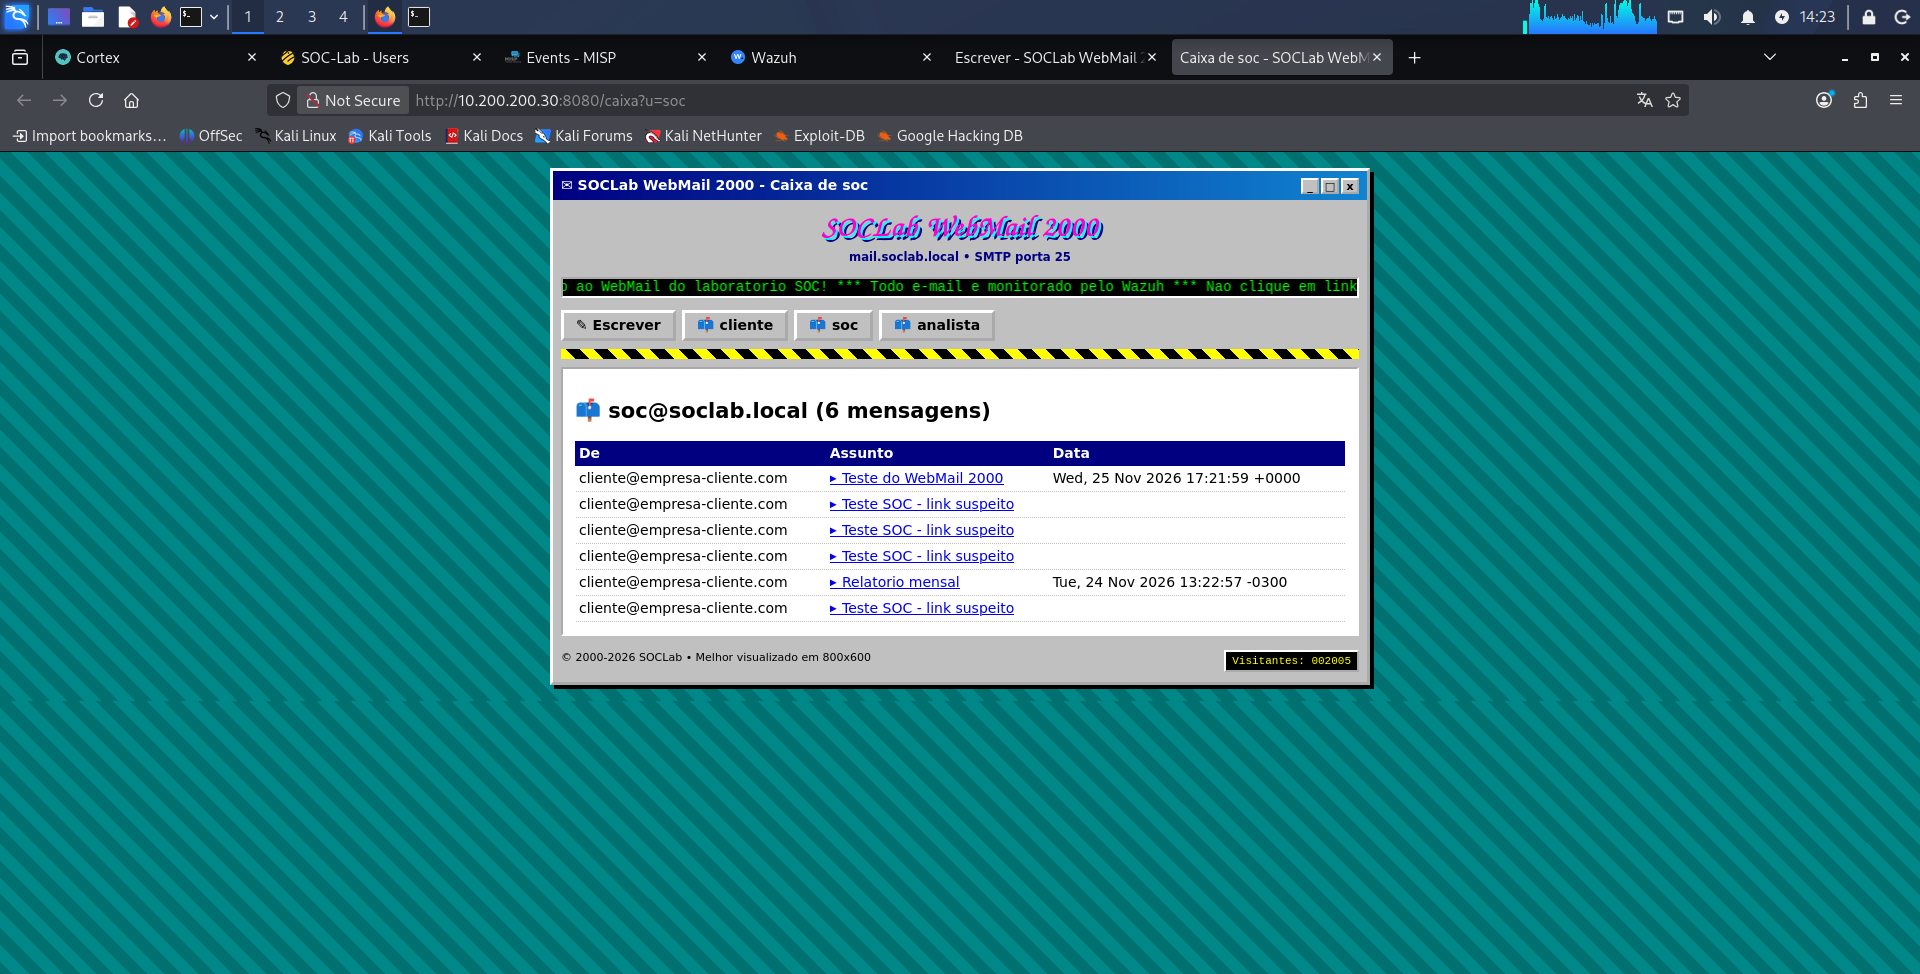 1 2 3 4 14:23
Cortex SOC-Lab - Users Events - MISP Wazuh Escrever - SOCLab WebMail Caixa de soc - SOCLab WebM
Not Secure http://10.200.200.30:8080/caixa?u=soc
Import bookmarks... OffSec Kali Linux Kali Tools Kali Docs Kali Forums Kali NetHunter Exploit-DB Google Hacking DB
SOCLab WebMail 2000 - Caixa de soc
SOCLab WebMail 2000
mail.soclab.local • SMTP porta 25
o ao WebMail do laboratorio SOC! *** Todo e-mail e monitorado pelo Wazuh *** Nao clique em link
✎ Escrever cliente soc analista
soc@soclab.local (6 mensagens)
De Assunto Data
cliente@empresa-cliente.com ▸ Teste do WebMail 2000 Wed, 25 Nov 2026 17:21:59 +0000
cliente@empresa-cliente.com ▸ Teste SOC - link suspeito
cliente@empresa-cliente.com ▸ Teste SOC - link suspeito
cliente@empresa-cliente.com ▸ Teste SOC - link suspeito
cliente@empresa-cliente.com ▸ Relatorio mensal Tue, 24 Nov 2026 13:22:57 -0300
cliente@empresa-cliente.com ▸ Teste SOC - link suspeito
© 2000-2026 SOCLab • Melhor visualizado em 800x600 Visitantes: 002005